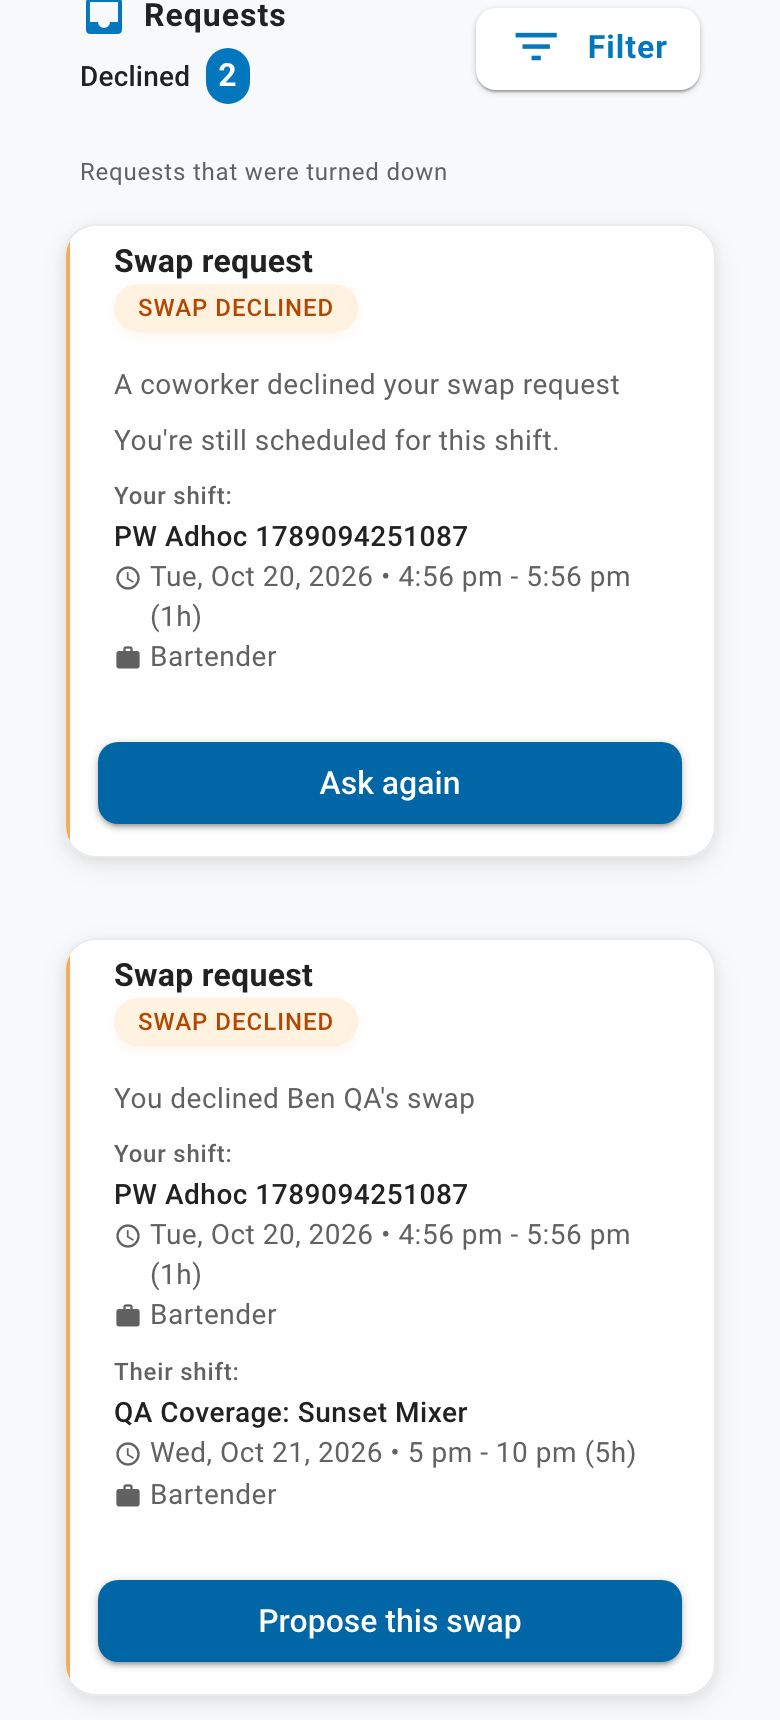 Requests
Declined 2
Filter
Requests that were turned down
Swap request
SWAP DECLINED
A coworker declined your swap request
You're still scheduled for this shift.
Your shift:
PW Adhoc 1789094251087
Tue, Oct 20, 2026 • 4:56 pm - 5:56 pm
(1h)
Bartender
Ask again
Swap request
SWAP DECLINED
You declined Ben QA's swap
Your shift:
PW Adhoc 1789094251087
Tue, Oct 20, 2026 • 4:56 pm - 5:56 pm
(1h)
Bartender
Their shift:
QA Coverage: Sunset Mixer
Wed, Oct 21, 2026 • 5 pm - 10 pm (5h)
Bartender
Propose this swap